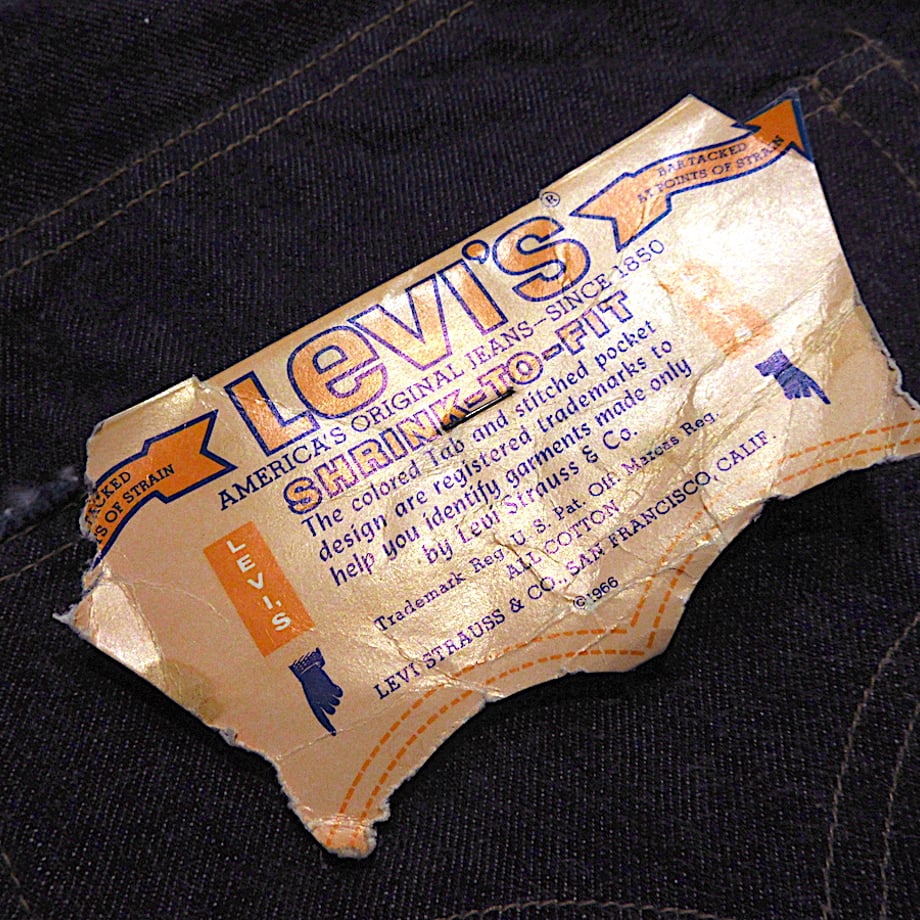 BARTACKED
AT POINTS OF STRAIN
LEVI'S®
AMERICA'S ORIGINAL JEANS—SINCE 1850
SHRINK-TO-FIT
The colored Tab and stitched pocket
design are registered trademarks to
help you identify garments made only
by Levi Strauss & Co.
Trademark Reg. U. S. Pat. Off. Marcas Reg.
ALL COTTON
LEVI STRAUSS & CO., SAN FRANCISCO, CALIF.
©1966
ACKED
TS OF STRAIN
LEVI'S